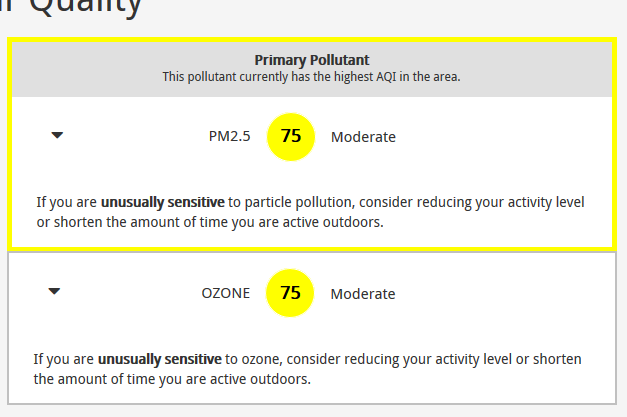 Quality
Primary Pollutant
This pollutant currently has the highest AQI in the area.
PM2.5 75 Moderate
If you are unusually sensitive to particle pollution, consider reducing your activity level
or shorten the amount of time you are active outdoors.
OZONE 75 Moderate
If you are unusually sensitive to ozone, consider reducing your activity level or shorten
the amount of time you are active outdoors.